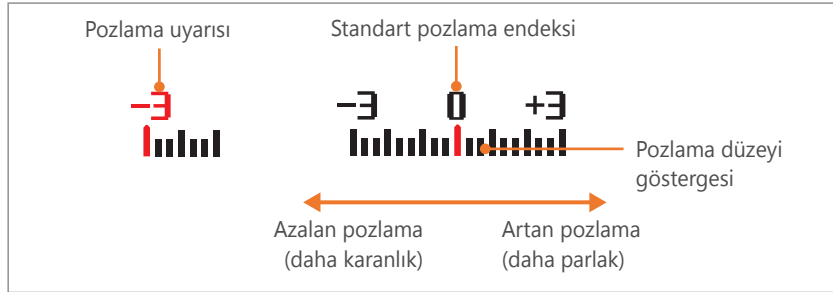 Pozlama uyarısı
Standart pozlama endeksi
-3
-3 0 +3
Pozlama düzeyi
göstergesi
Azalan pozlama
(daha karanlık)
Artan pozlama
(daha parlak)